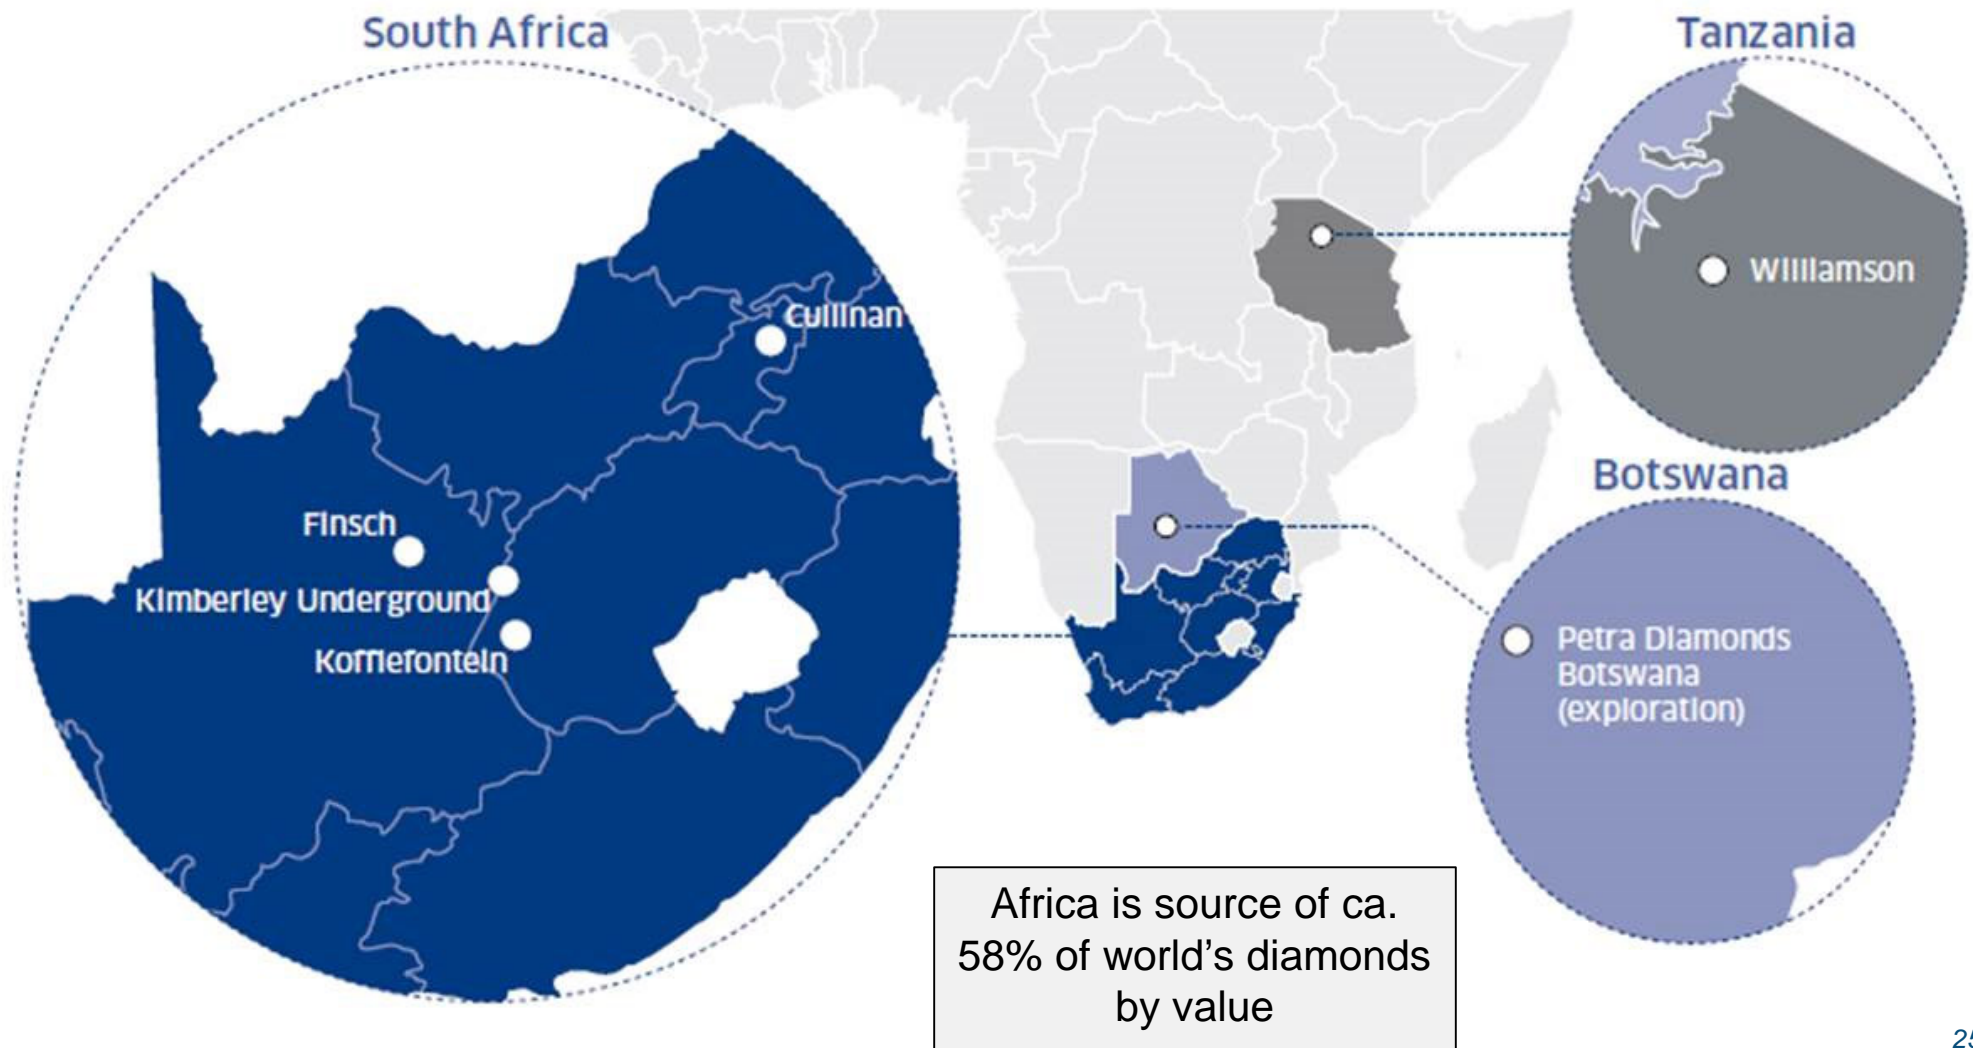 South Africa
Tanzania
Williamson
Cullinan
Botswana
Finsch
Kimberley Underground
Koffiefontein
Petra Diamonds
Botswana
(exploration)
Africa is source of ca.
58% of world’s diamonds
by value
25